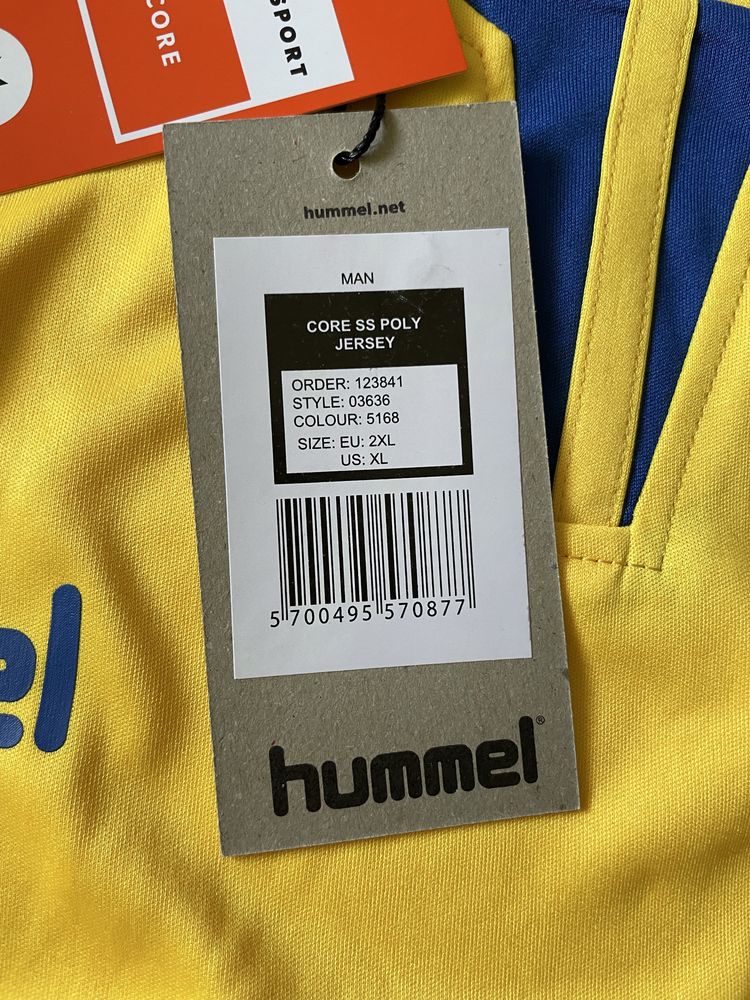 SPORT
CORE
hummel.net
MAN
CORE SS POLY
JERSEY
ORDER: 123841
STYLE: 03636
COLOUR: 5168
SIZE: EU: 2XL
US: XL
5 700495 570877
hummel®
el